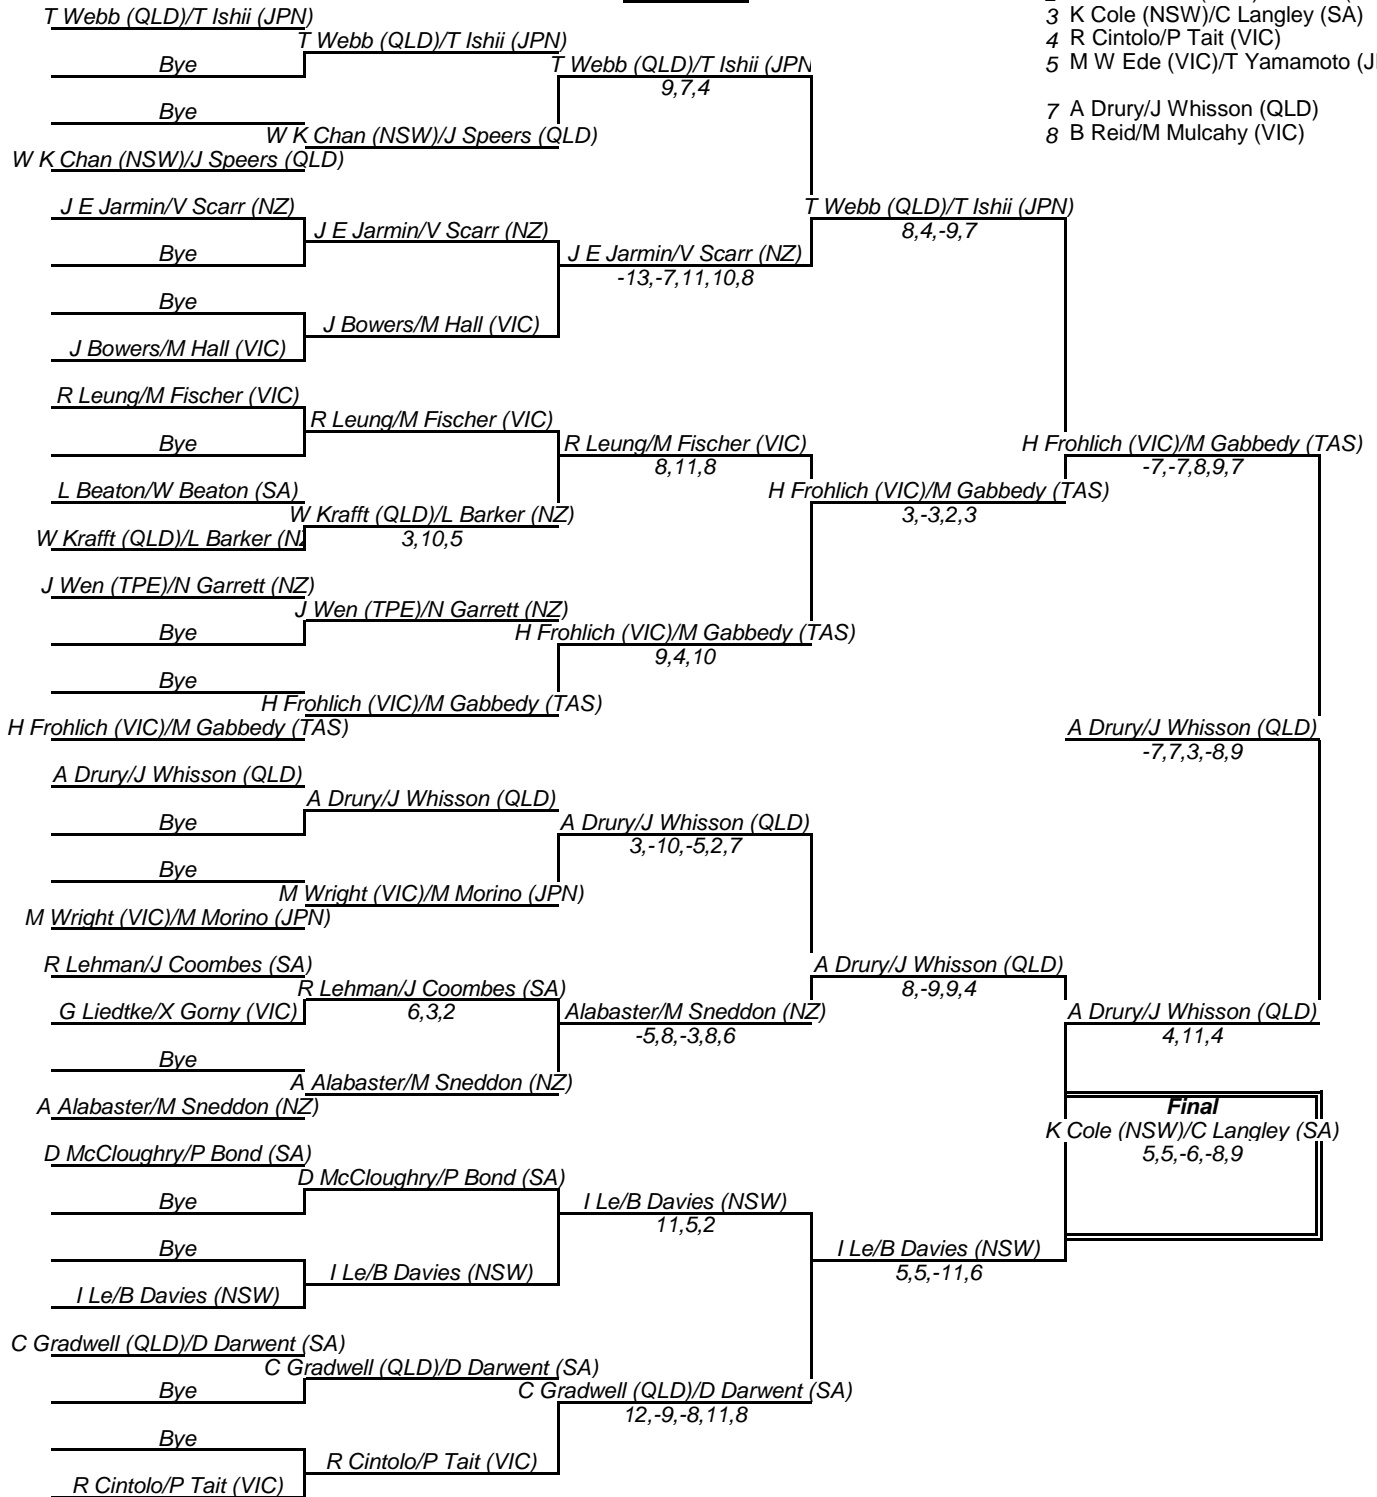 3 K Cole (NSW)/C Langley (SA)
4 R Cintolo/P Tait (VIC)
5 M W Ede (VIC)/T Yamamoto
7 A Drury/J Whisson (QLD)
8 B Reid/M Mulcahy (VIC)
T Webb (QLD)/T Ishii (JPN)
Bye
Bye
W K Chan (NSW)/J Speers (QLD)
J E Jarmin/V Scarr (NZ)
Bye
Bye
J Bowers/M Hall (VIC)
R Leung/M Fischer (VIC)
Bye
L Beaton/W Beaton (SA)
W Krafft (QLD)/L Barker (NZ
J Wen (TPE)/N Garrett (NZ)
Bye
Bye
H Frohlich (VIC)/M Gabbedy (TAS)
A Drury/J Whisson (QLD)
Bye
Bye
M Wright (VIC)/M Morino (JPN)
R Lehman/J Coombes (SA)
G Liedtke/X Gorny (VIC)
Bye
A Alabaster/M Sneddon (NZ)
D McCloughry/P Bond (SA)
Bye
Bye
I Le/B Davies (NSW)
C Gradwell (QLD)/D Darwent (SA)
Bye
Bye
R Cintolo/P Tait (VIC)
T Webb (QLD)/T Ishii (JPN)
W K Chan (NSW)/J Speers (QLD)
J E Jarmin/V Scarr (NZ)
J Bowers/M Hall (VIC)
R Leung/M Fischer (VIC)
W Krafft (QLD)/L Barker (NZ)
3,10,5
J Wen (TPE)/N Garrett (NZ)
H Frohlich (VIC)/M Gabbedy (TAS)
A Drury/J Whisson (QLD)
M Wright (VIC)/M Morino (JPN)
R Lehman/J Coombes (SA)
6,3,2
A Alabaster/M Sneddon (NZ)
D McCloughry/P Bond (SA)
I Le/B Davies (NSW)
C Gradwell (QLD)/D Darwent (SA)
R Cintolo/P Tait (VIC)
T Webb (QLD)/T Ishii (JPN
9,7,4
J E Jarmin/V Scarr (NZ)
-13,-7,11,10,8
R Leung/M Fischer (VIC)
8,11,8
H Frohlich (VIC)/M Gabbedy (TAS)
9,4,10
A Drury/J Whisson (QLD)
3,-10,-5,2,7
Alabaster/M Sneddon (NZ)
-5,8,-3,8,6
I Le/B Davies (NSW)
11,5,2
C Gradwell (QLD)/D Darwent (SA)
12,-9,-8,11,8
T Webb (QLD)/T Ishii (JPN)
8,4,-9,7
H Frohlich (VIC)/M Gabbedy (TAS)
3,-3,2,3
A Drury/J Whisson (QLD)
8,-9,9,4
I Le/B Davies (NSW)
5,5,-11,6
H Frohlich (VIC)/M Gabbedy (TAS)
-7,-7,8,9,7
A Drury/J Whisson (QLD)
4,11,4
A Drury/J Whisson (QLD)
-7,7,3,-8,9
Final
K Cole (NSW)/C Langley (SA)
5,5,-6,-8,9